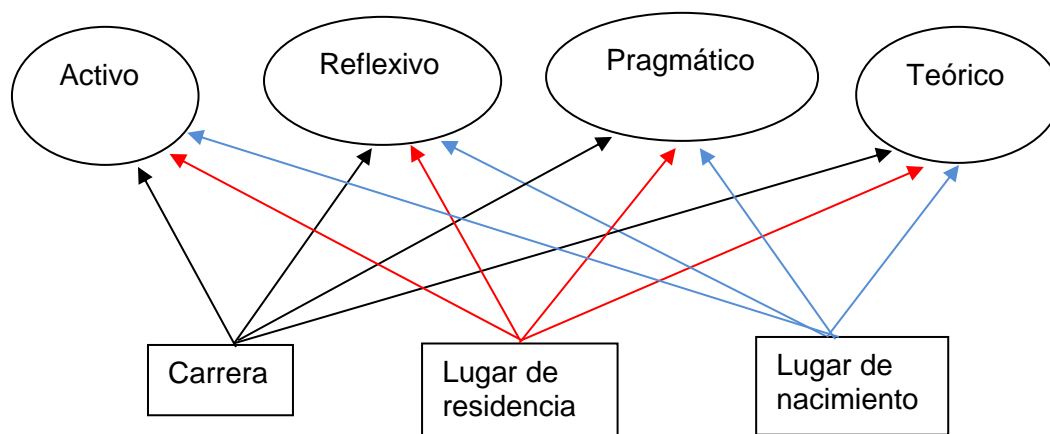 Activo
Reflexivo
Pragmático
Teórico
Carrera
Lugar de
residencia
Lugar de
nacimiento